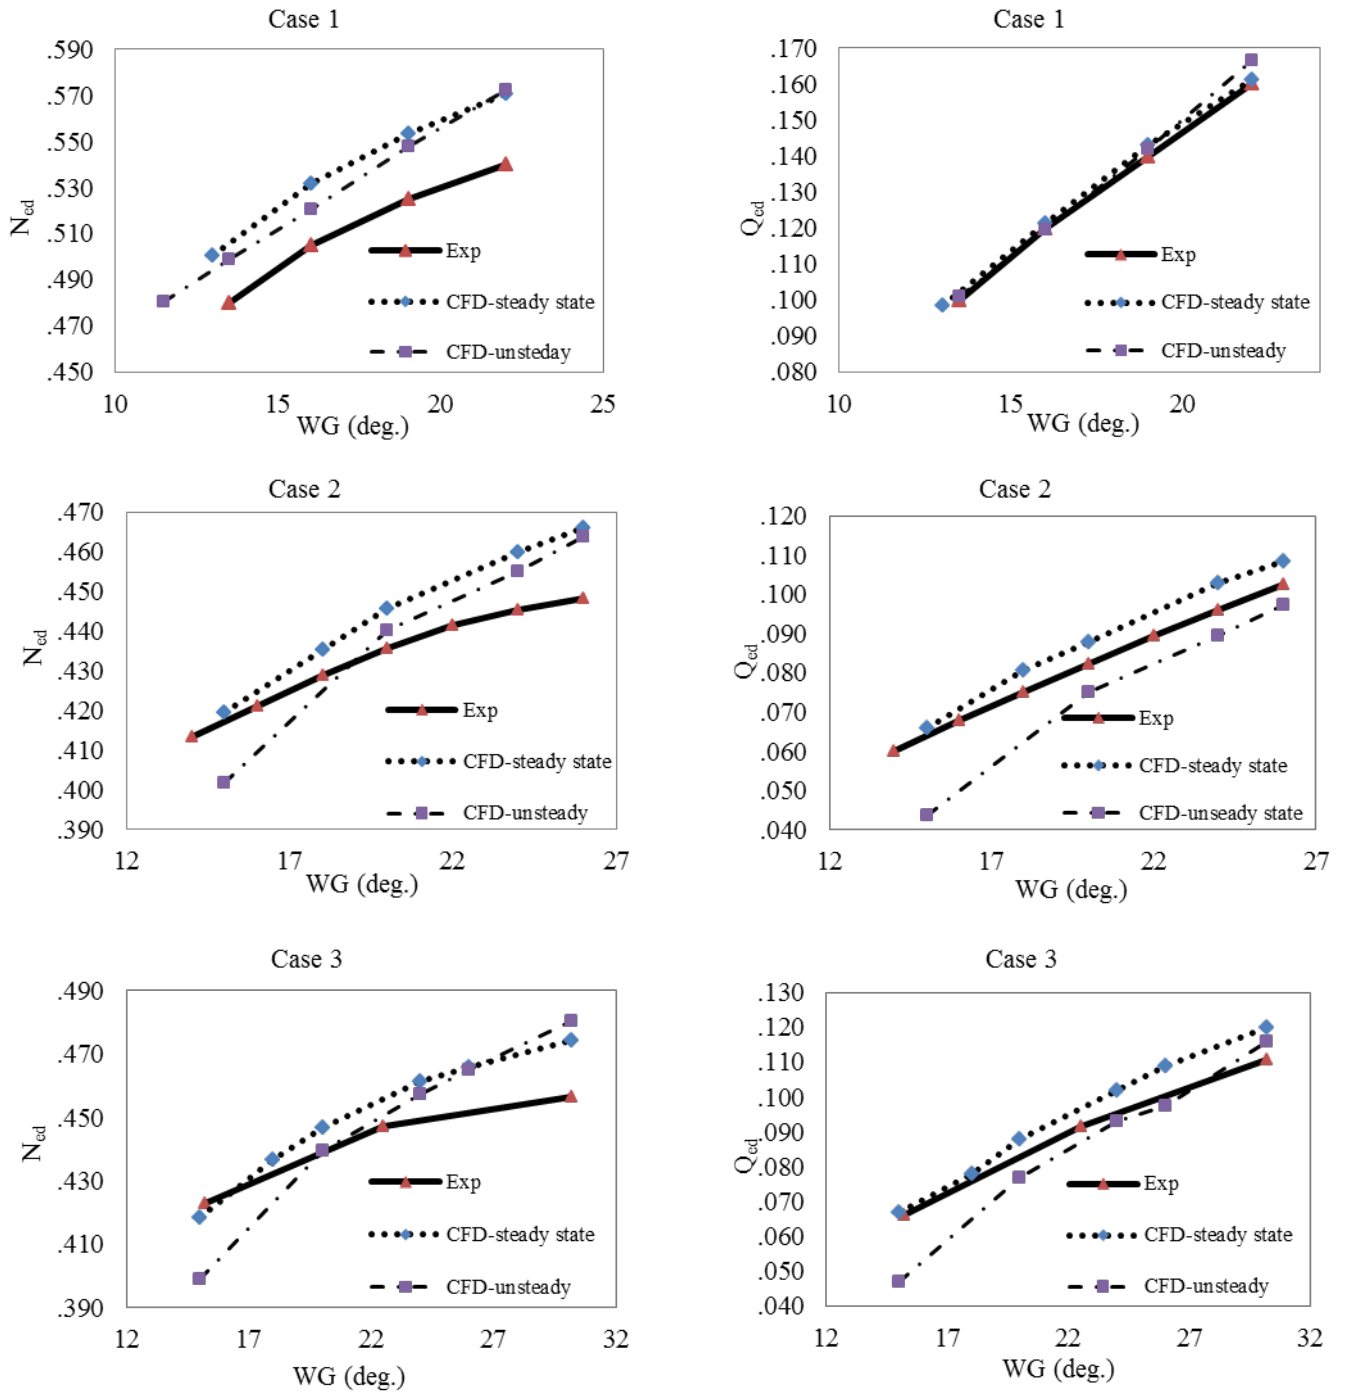 Case 1
.590
.570
.550
.530
.510
.490
.470
.450
Ned
Exp
CFD-steady state
CFD-unsteday
10 15 20 25
WG (deg.)
Case 1
.170
.160
.150
.140
.130
.120
.110
.100
.090
.080
Qed
Exp
CFD-steady state
CFD-unsteady
10 15 20
WG (deg.)
Case 2
.470
.460
.450
.440
.430
.420
.410
.400
.390
Ned
Exp
CFD-steady state
CFD-unsteady
12 17 22 27
WG (deg.)
Case 2
.120
.110
.100
.090
.080
.070
.060
.050
.040
Qed
Exp
CFD-steady state
CFD-unseady state
12 17 22 27
WG (deg.)
Case 3
.490
.470
.450
.430
.410
.390
Ned
Exp
CFD-steady state
CFD-unsteady
12 17 22 27 32
WG (deg.)
Case 3
.130
.120
.110
.100
.090
.080
.070
.060
.050
.040
Qed
Exp
CFD-steady state
CFD-unsteady
12 17 22 27 32
WG (deg.)